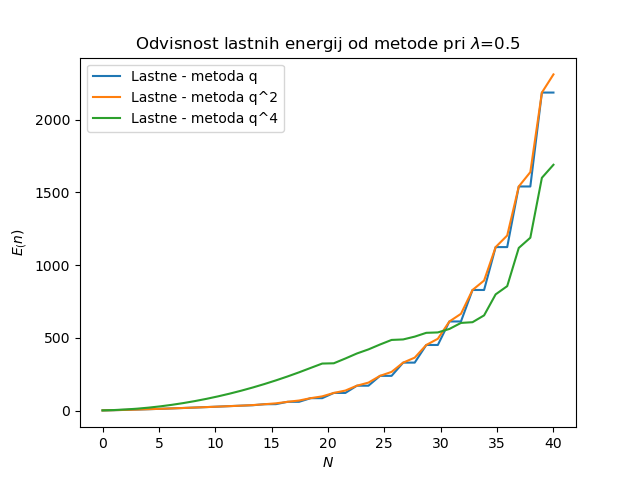 Odvisnost lastnih energij od metode pri λ=0.5
Lastne - metoda q
Lastne - metoda q^2
Lastne - metoda q^4
E(n)
2000
1500
1000
500
0
0 5 10 15 20 25 30 35 40
N